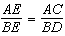 AE/BE = AC/BD